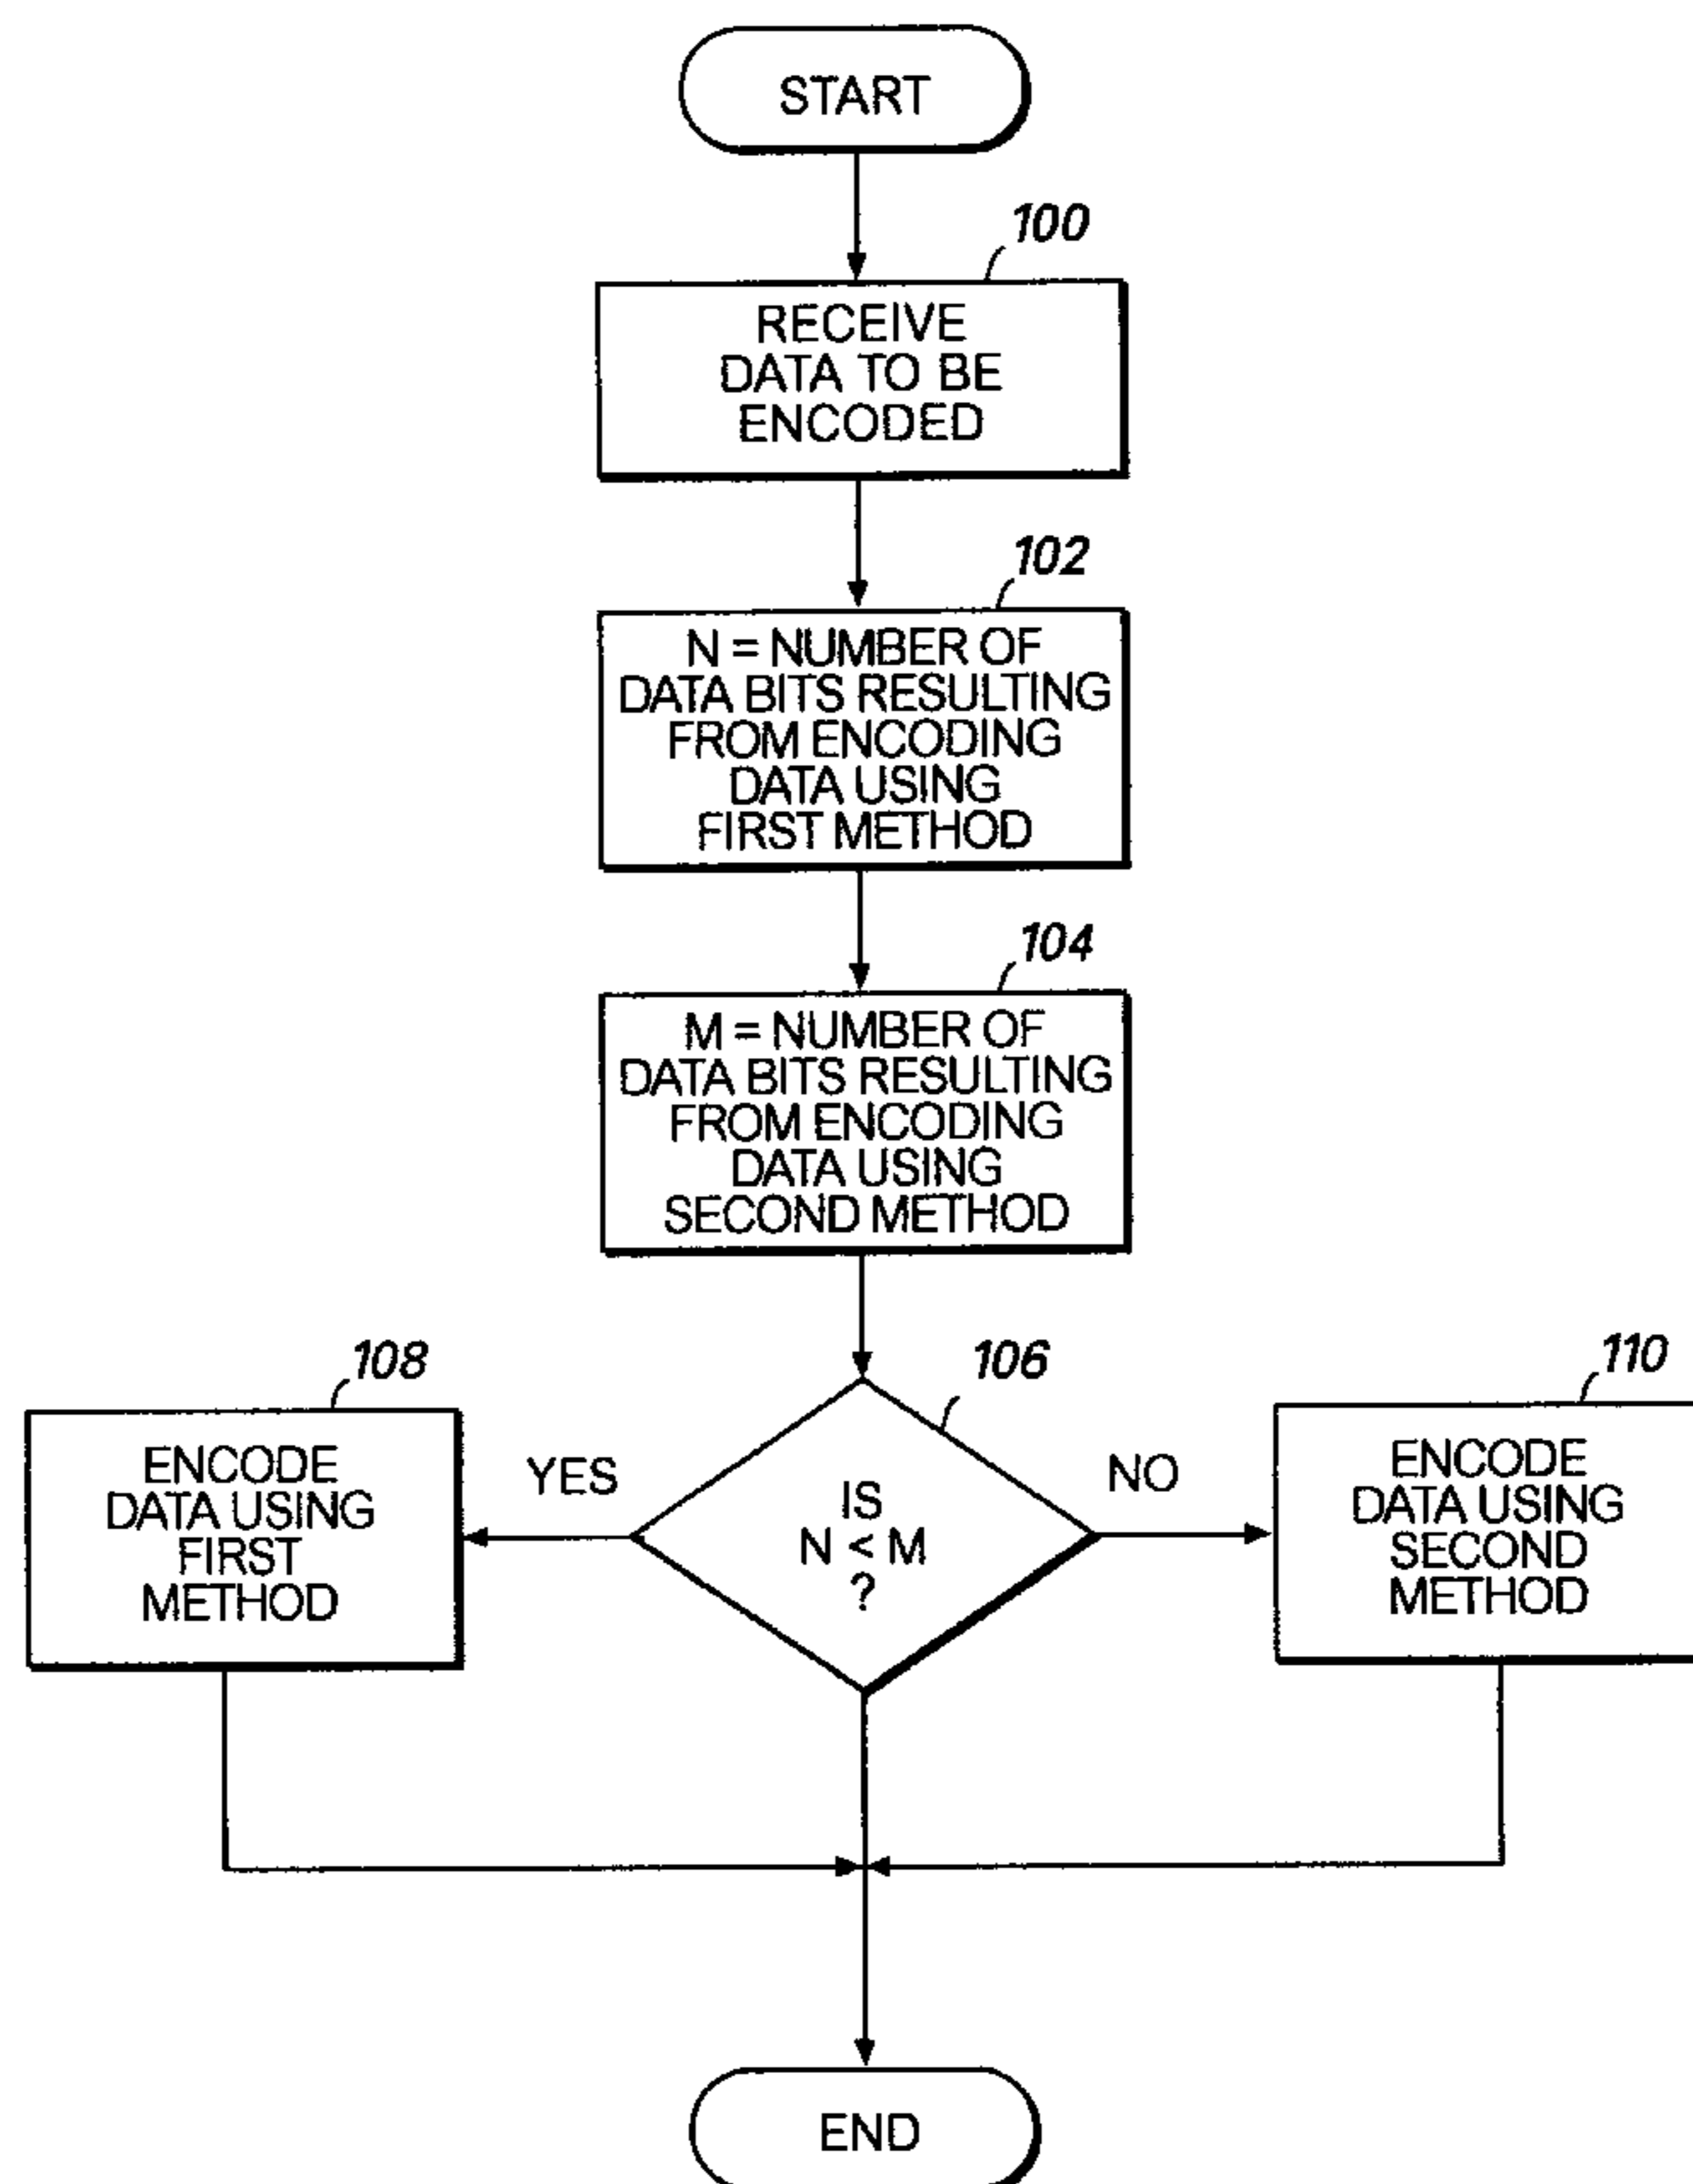 START
100
RECEIVE
DATA TO BE
ENCODED
102
N = NUMBER OF
DATA BITS RESULTING
FROM ENCODING
DATA USING
FIRST METHOD
104
M = NUMBER OF
DATA BITS RESULTING
FROM ENCODING
DATA USING
SECOND METHOD
108
ENCODE
DATA USING
FIRST
METHOD
YES
106
IS
N < M
?
NO
110
ENCODE
DATA USING
SECOND
METHOD
END